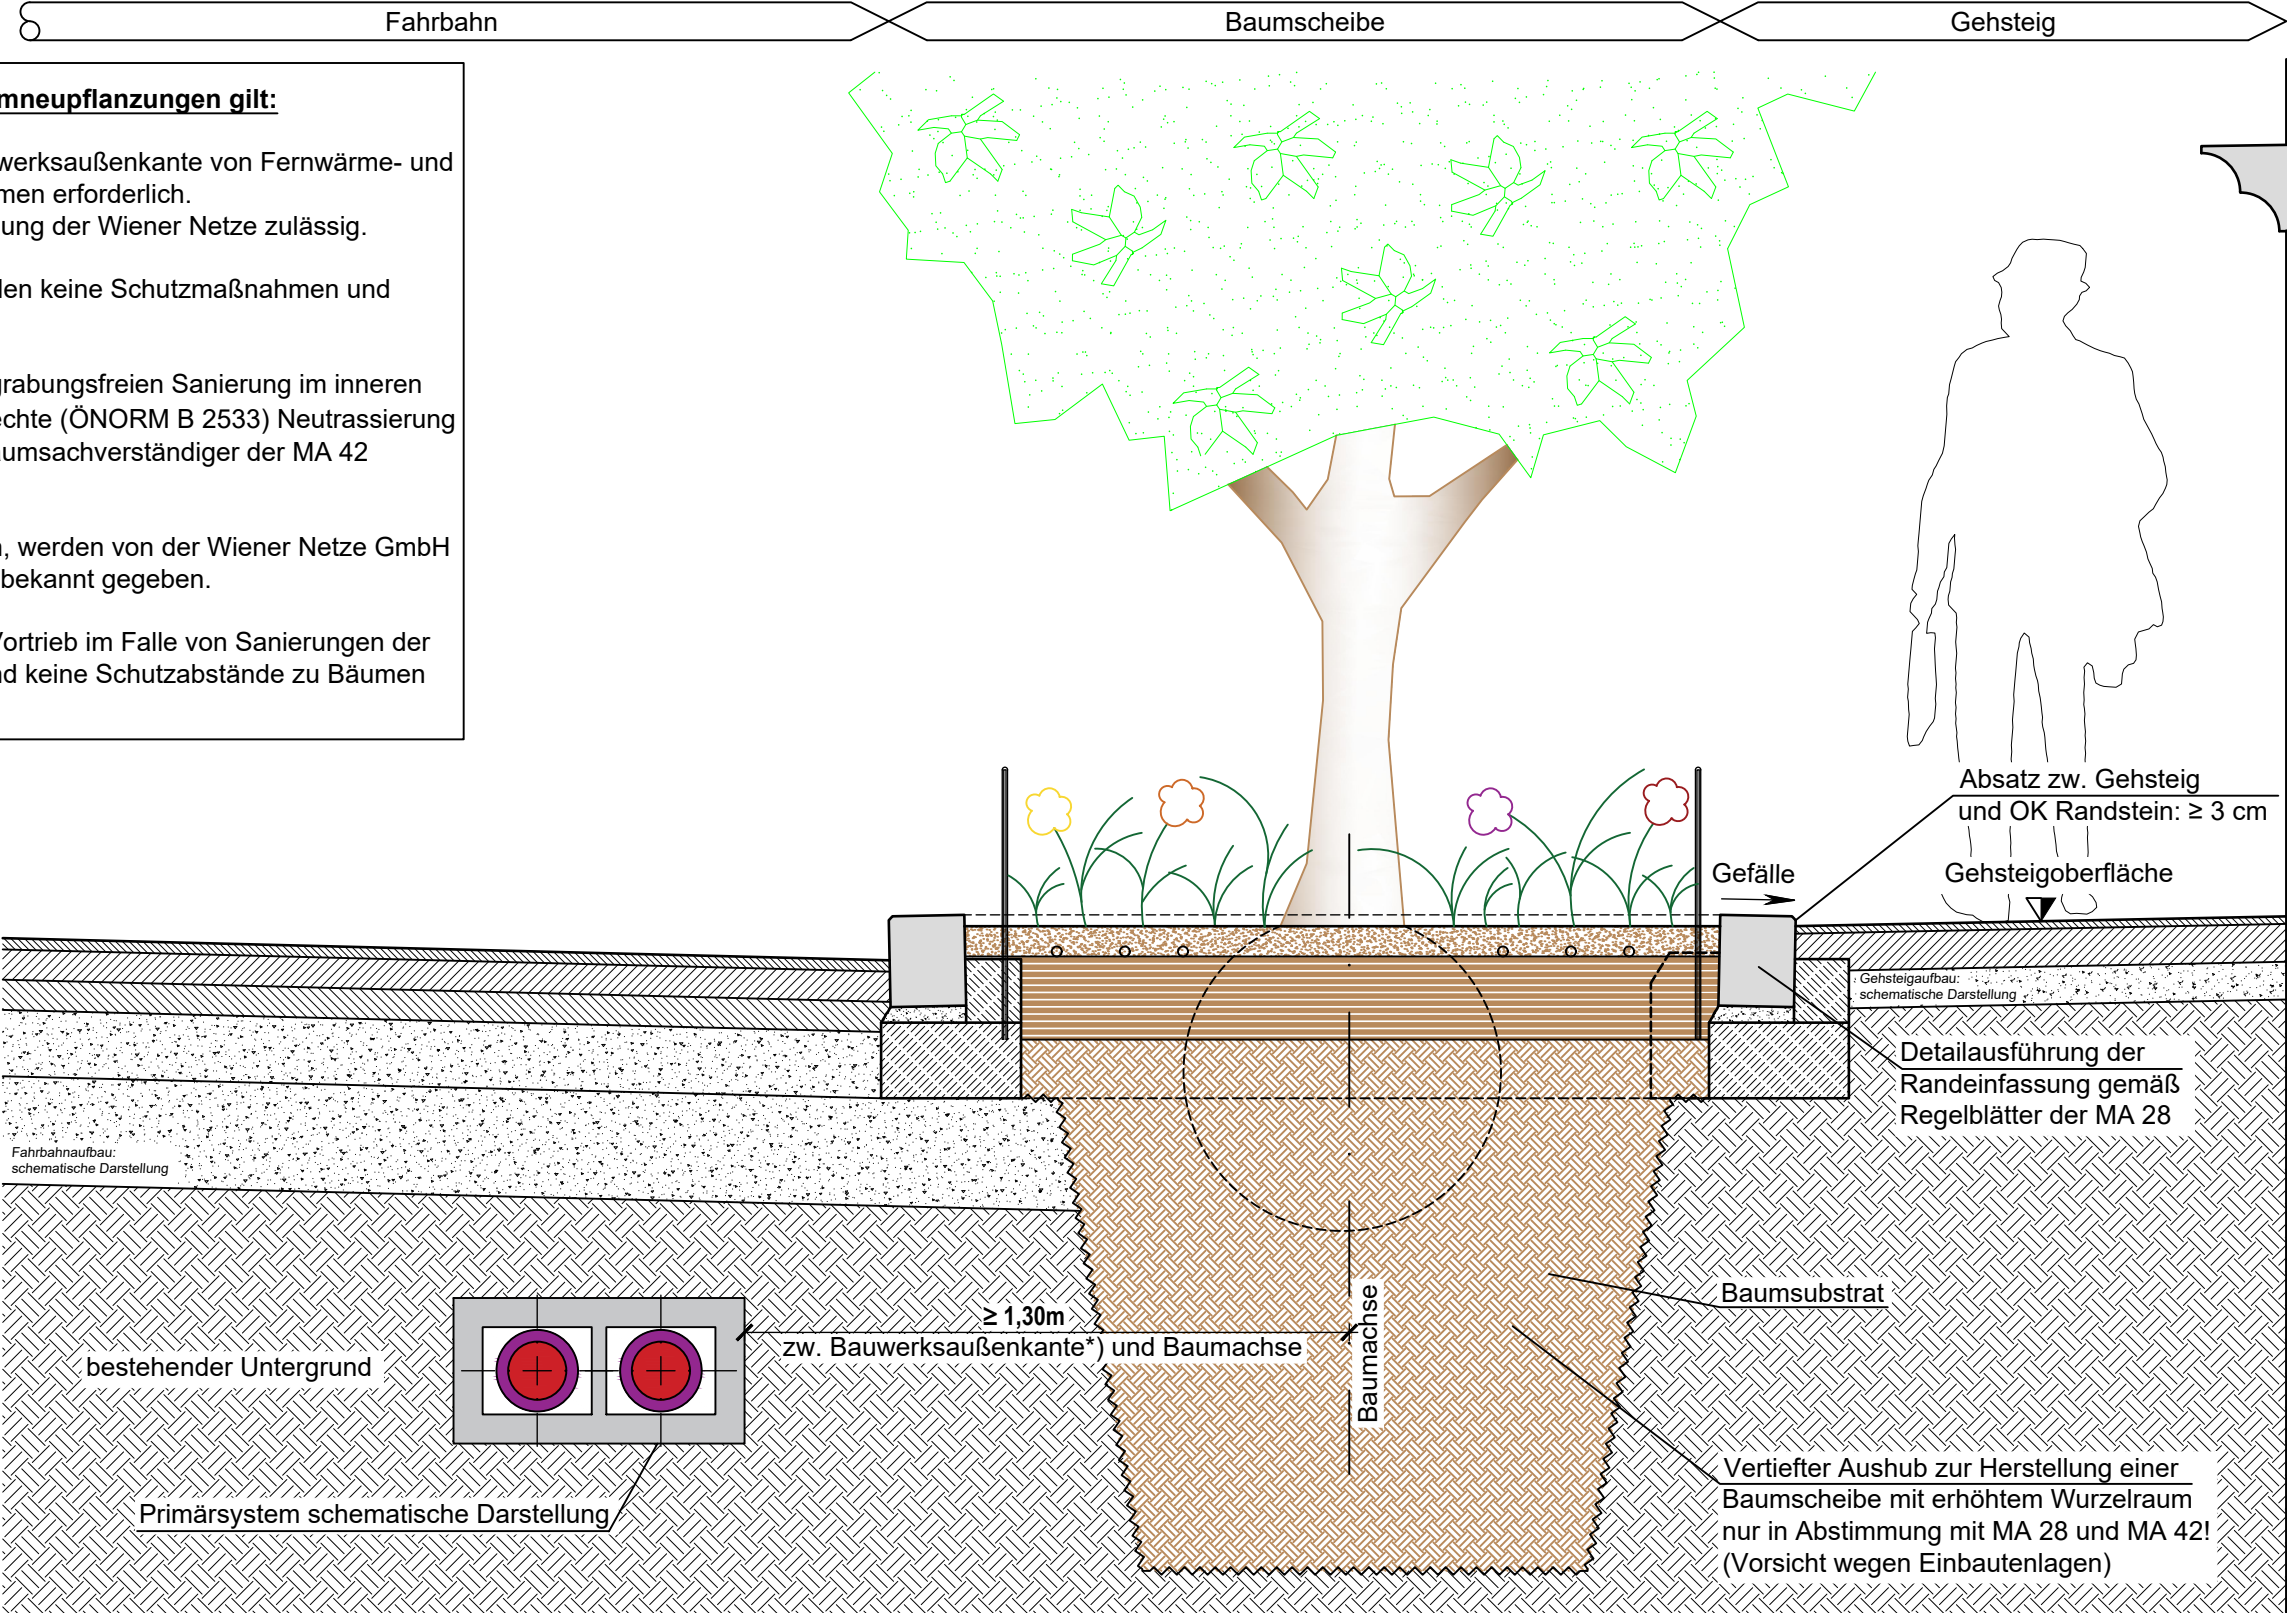 Fahrbahn
Baumscheibe
Gehsteig
mneupflanzungen gilt:
werksaußenkante von Fernwärme- und
men erforderlich.
ung der Wiener Netze zulässig.
den keine Schutzmaßnahmen und
grabungsfreien Sanierung im inneren
echte (ÖNORM B 2533) Neutrassierung
aumsachverständiger der MA 42
n, werden von der Wiener Netze GmbH
bekannt gegeben.
Vortrieb im Falle von Sanierungen der
nd keine Schutzabstände zu Bäumen
Absatz zw. Gehsteig
und OK Randstein: ≥ 3 cm
Gefälle
Gehsteigoberfläche
Gehsteigaufbau:
schematische Darstellung
Detailausführung der
Randeinfassung gemäß
Regelblätter der MA 28
Fahrbahnaufbau:
schematische Darstellung
Baumsubstrat
≥ 1,30m
zw. Bauwerksaußenkante*) und Baumachse
Baumachse
bestehender Untergrund
Primärsystem schematische Darstellung
Vertiefter Aushub zur Herstellung einer
Baumscheibe mit erhöhtem Wurzelraum
nur in Abstimmung mit MA 28 und MA 42!
(Vorsicht wegen Einbautenlagen)